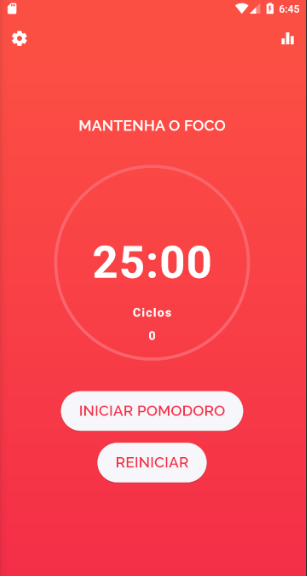 6:45
MANTENHA O FOCO
25:00
Ciclos
0
INICIAR POMODORO
REINICIAR